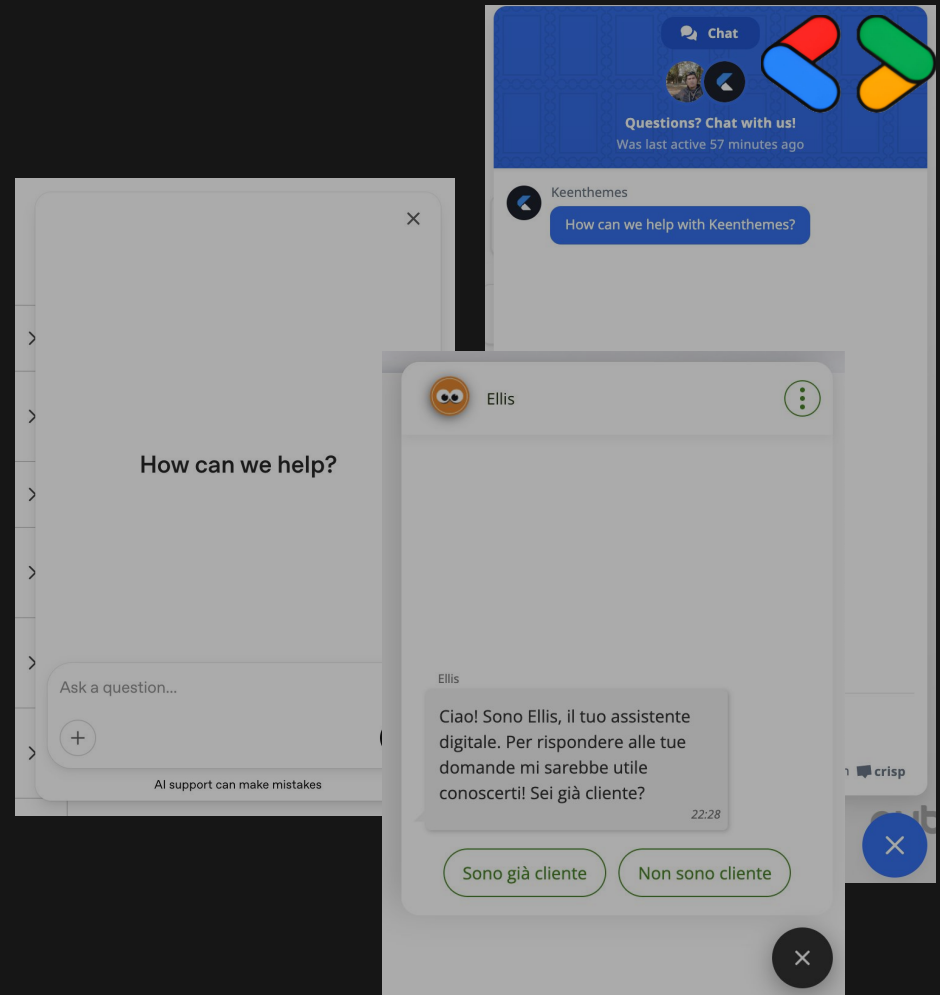 Chat
Questions? Chat with us!
Was last active 57 minutes ago
Keenthemes
How can we help with Keenthemes?
crisp
How can we help?
Ask a question...
AI support can make mistakes
Ellis
Ellis
Ciao! Sono Ellis, il tuo assistente
digitale. Per rispondere alle tue
domande mi sarebbe utile
conoscerti! Sei già cliente?
22:28
Sono già cliente
Non sono cliente